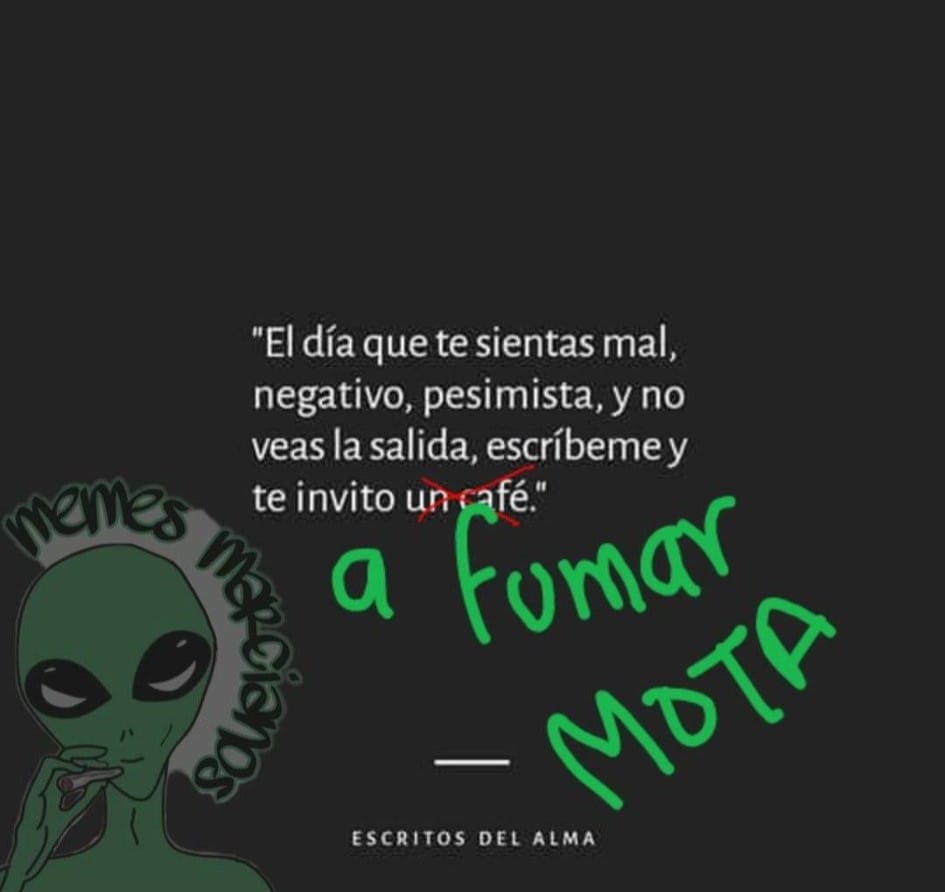 "El día que te sientas mal,
negativo, pesimista, y no
veas la salida, escríbeme y
te invito un café."
a fumar
MOTA
memes marcianos
ESCRITOS DEL ALMA